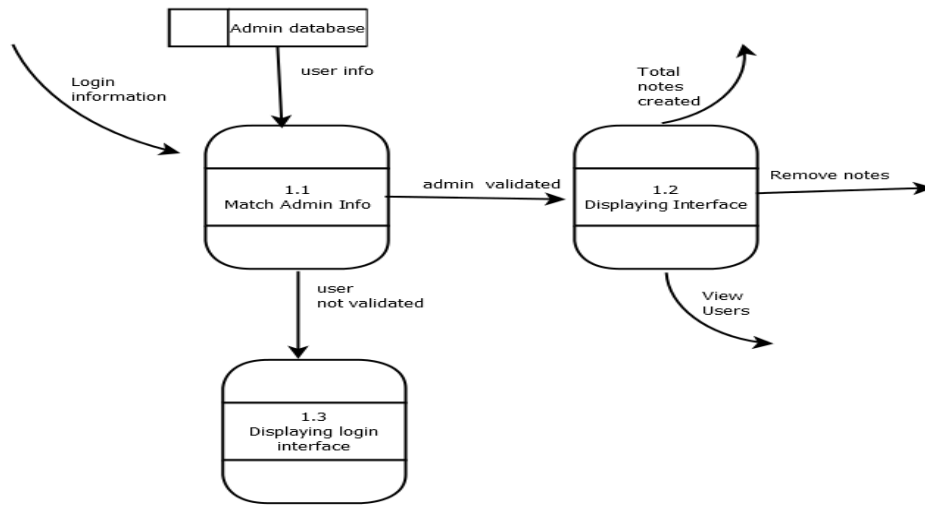 Admin database
user info
Login
information
Total
notes
created
1.1
Match Admin Info
admin validated
1.2
Displaying Interface
Remove notes
user
not validated
View
Users
1.3
Displaying login
interface